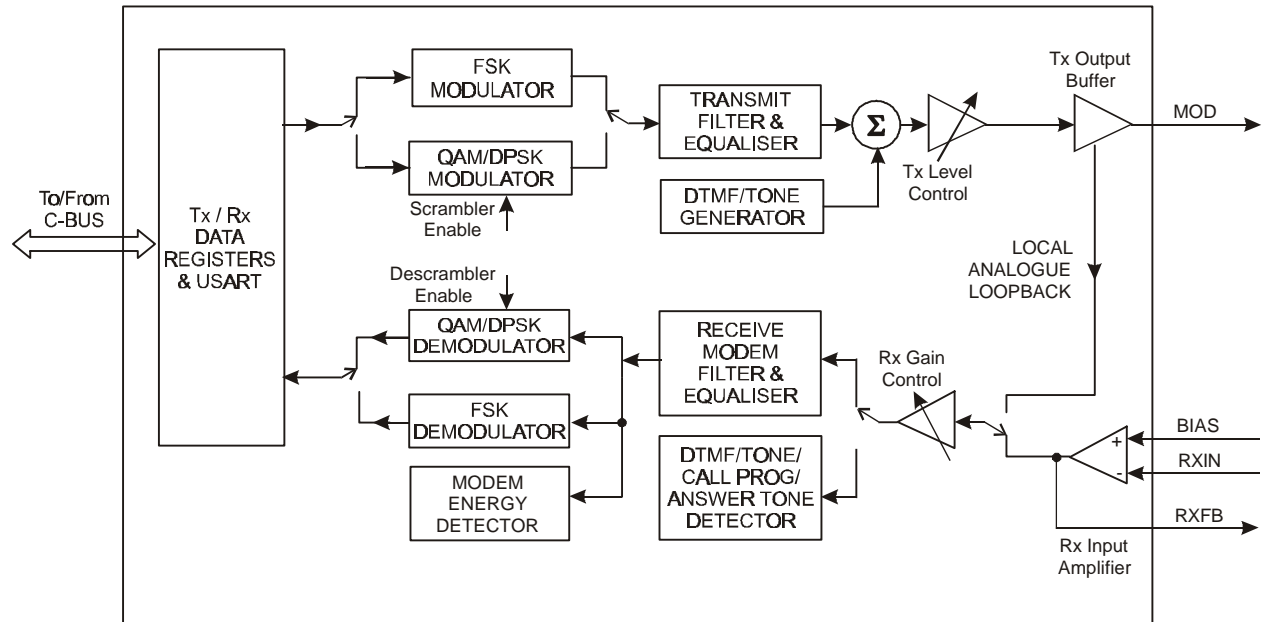 To/From
C-BUS
Tx / Rx
DATA
REGISTERS
& USART
FSK
MODULATOR
QAM/DPSK
MODULATOR
Scrambler
Enable
TRANSMIT
FILTER &
EQUALISER
DTMF/TONE
GENERATOR
Σ
Tx Level
Control
Tx Output
Buffer
MOD
LOCAL
ANALOGUE
LOOPBACK
Descrambler
Enable
QAM/DPSK
DEMODULATOR
FSK
DEMODULATOR
MODEM
ENERGY
DETECTOR
RECEIVE
MODEM
FILTER &
EQUALISER
DTMF/TONE/
CALL PROG/
ANSWER TONE
DETECTOR
Rx Gain
Control
+
-
BIAS
RXIN
RXFB
Rx Input
Amplifier